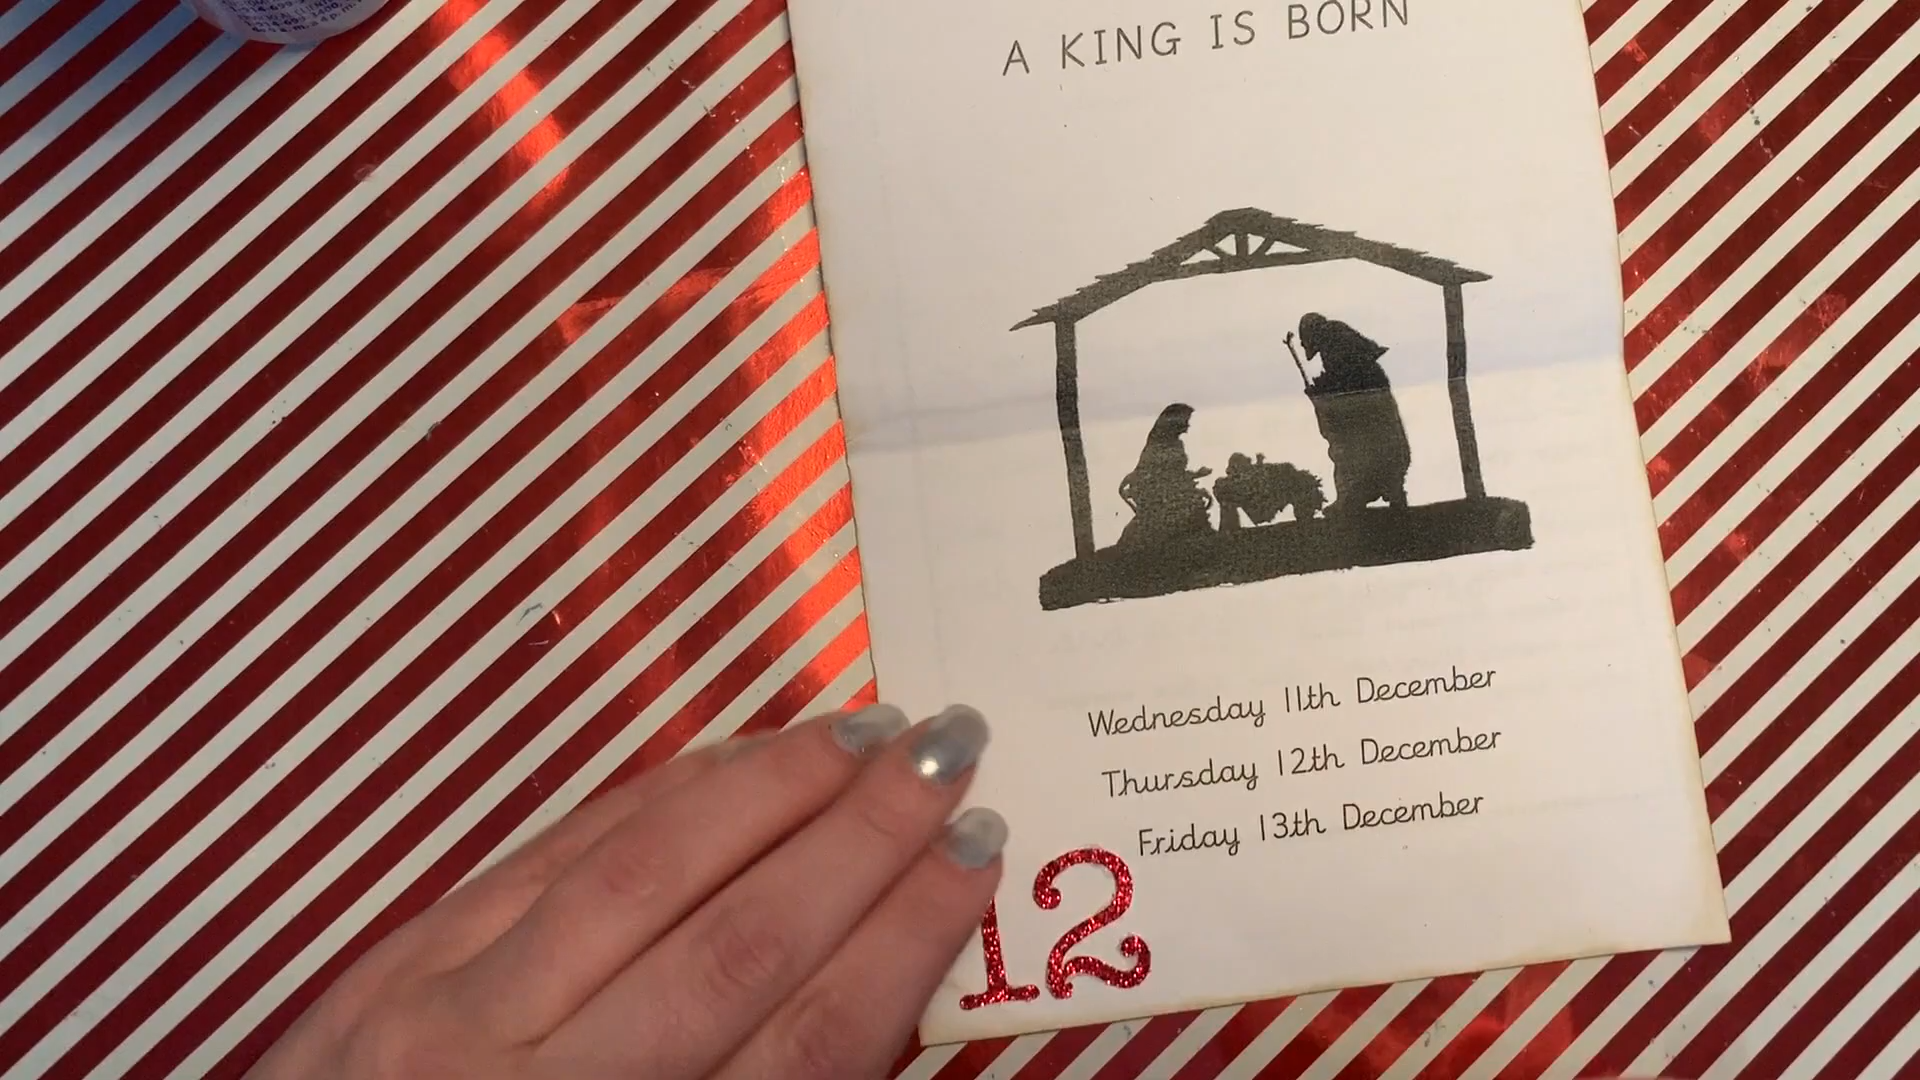 A KING IS BORN
Wednesday 11th December
Thursday 12th December
Friday 13th December
12